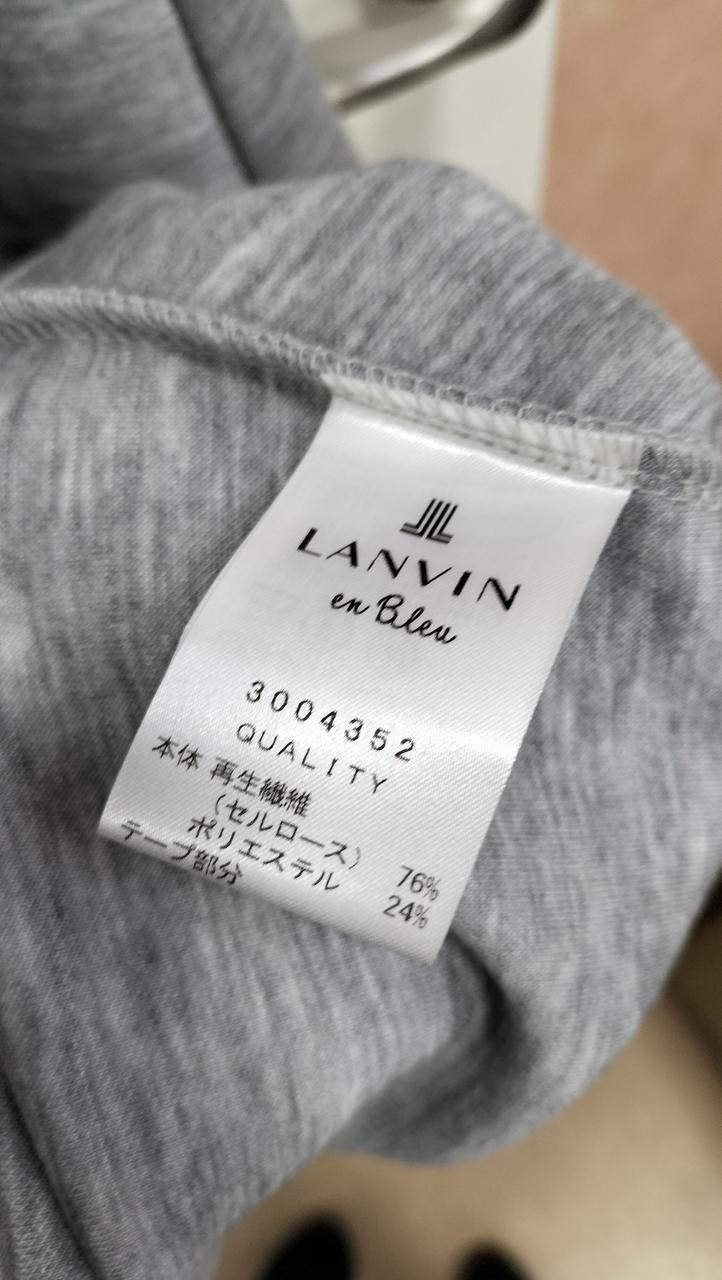 LANVIN
en Bleu
3004352
QUALITY
本体 再生繊維
(セルロース) 76%
ポリエステル 24%
テープ部分